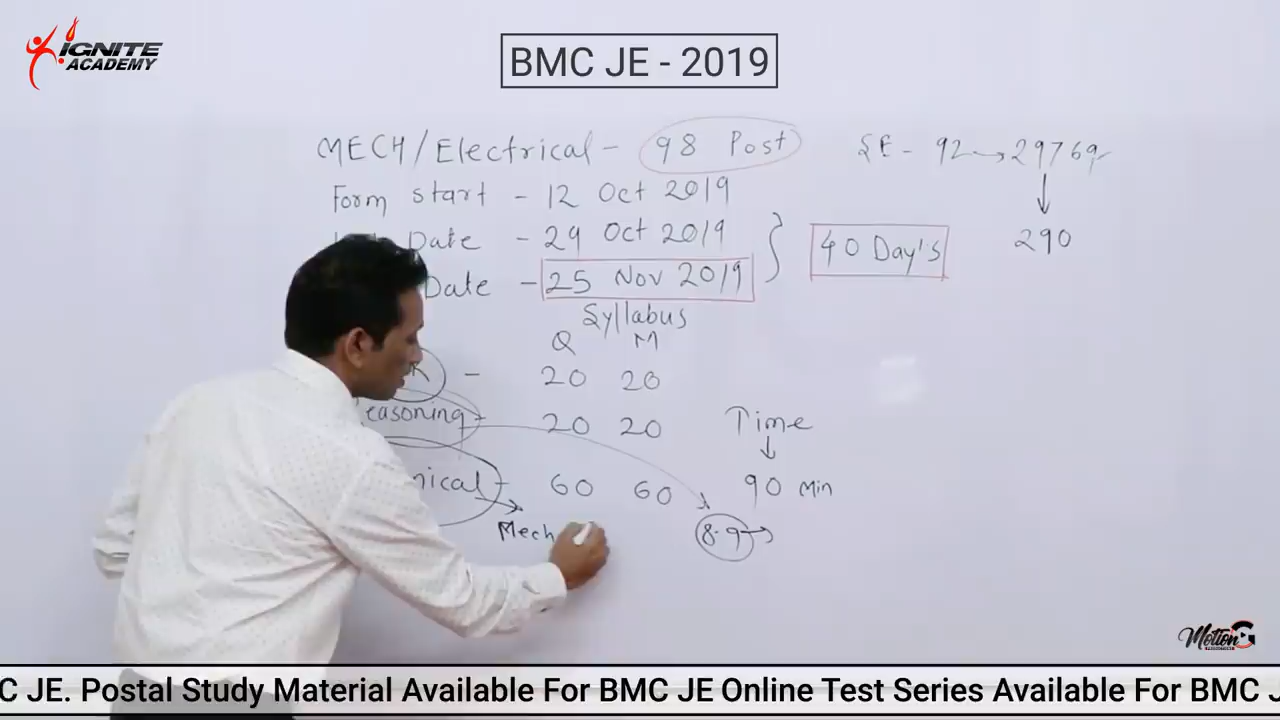 IGNITE
ACADEMY
BMC JE - 2019
MECH/Electrical - 98 Post
SE - 92 → 29769
↓
290
Form start - 12 Oct 2019
Date - 29 Oct 2019
Date - 25 Nov 2019
} 40 Day's
Syllabus
Q M
- 20 20
easoning - 20 20
Time
↓
90 Min
nical - 60 60
Mech
8-9 →
Motion
C JE. Postal Study Material Available For BMC JE Online Test Series Available For BMC J